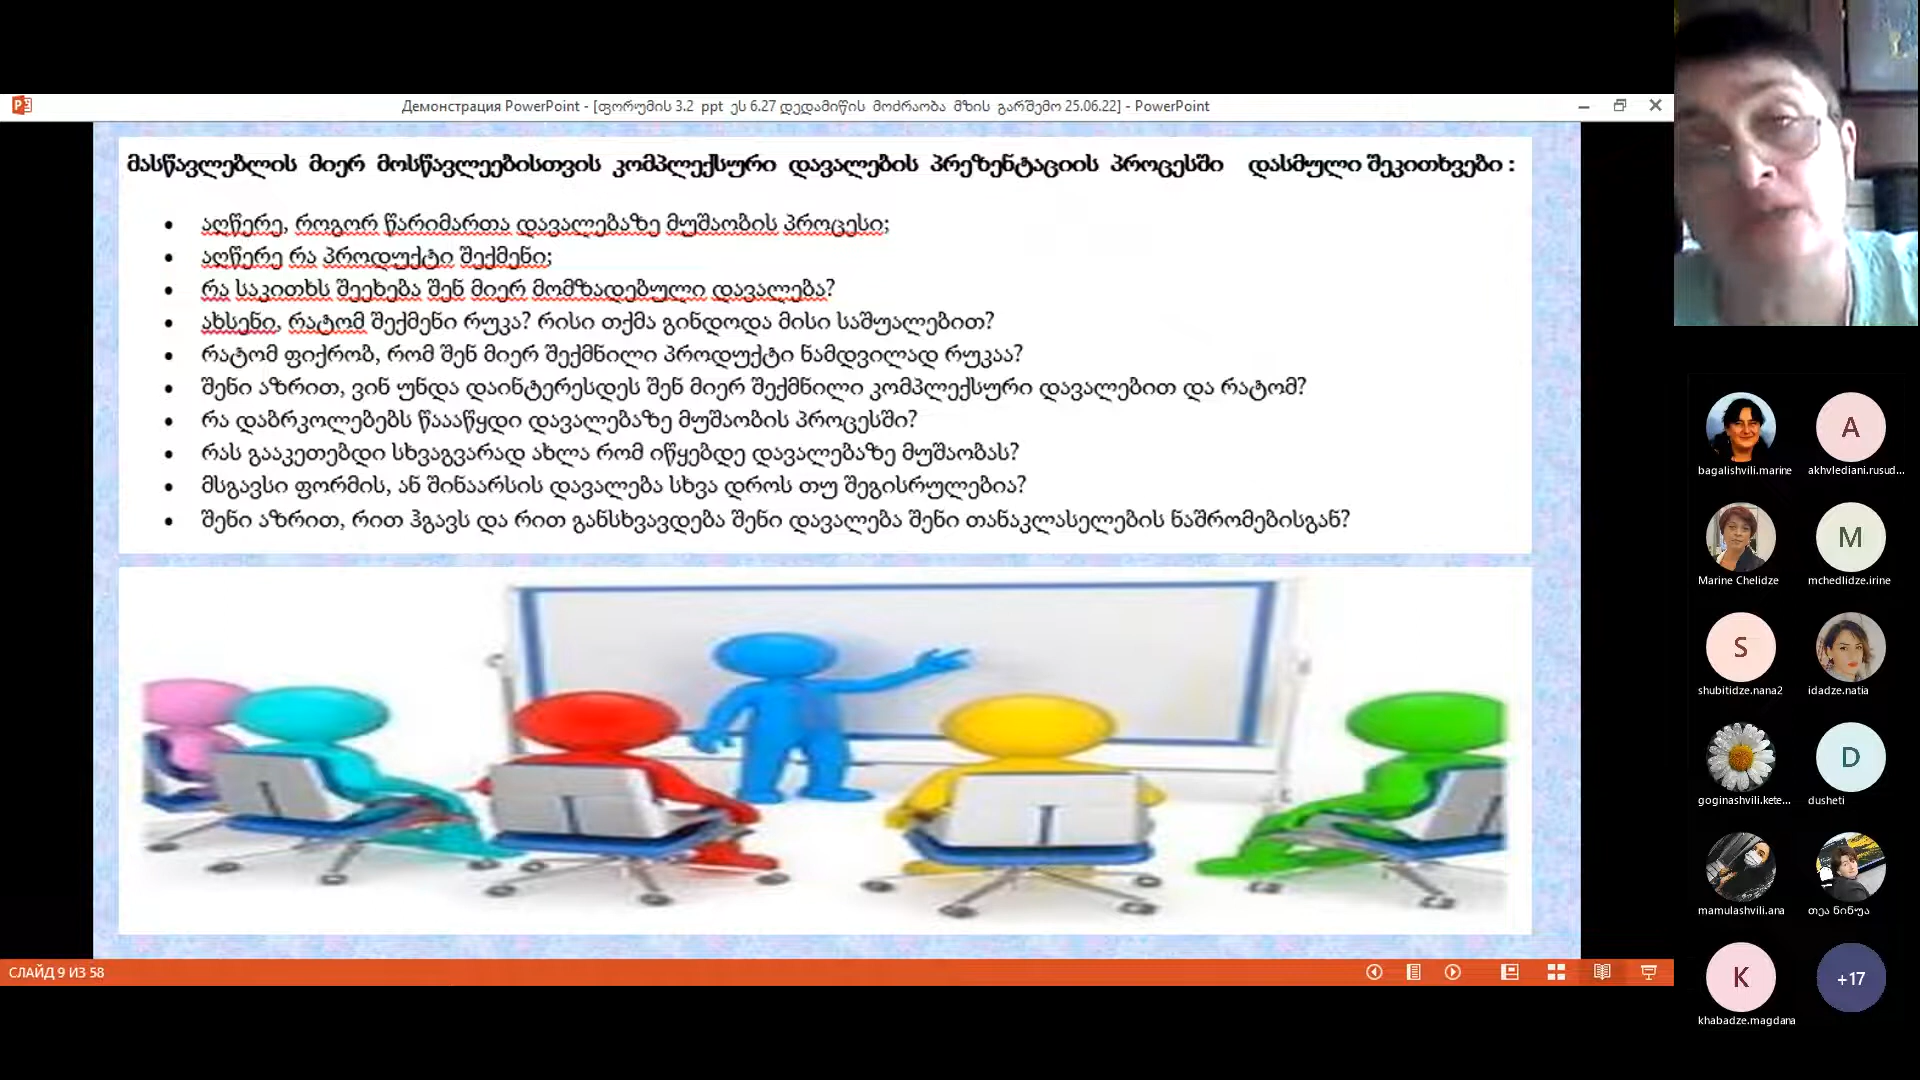 Демонстрация PowerPoint - [ფორუმის 3.2 ppt ეს 6.27 დედამიწის მოძრაობა მზის გარშემო 25.06.22] - PowerPoint
მასწავლებლის მიერ მოსწავლეებისთვის კომპლექსური დავალების პრეზენტაციის პროცესში დასმული შეკითხვები :
• აღწერე, როგორ წარიმართა დავალებაზე მუშაობის პროცესი;
• აღწერე რა პროდუქტი შექმენი;
• რა საკითხს შეეხება შენ მიერ მომზადებული დავალება?
• ახსენი, რატომ შექმენი რუკა? რისი თქმა გინდოდა მისი საშუალებით?
• რატომ ფიქრობ, რომ შენ მიერ შექმნილი პროდუქტი ნამდვილად რუკაა?
• შენი აზრით, ვინ უნდა დაინტერესდეს შენ მიერ შექმნილი კომპლექსური დავალებით და რატომ?
• რა დაბრკოლებებს წაააწყდი დავალებაზე მუშაობის პროცესში?
• რას გააკეთებდი სხვაგვარად ახლა რომ იწყებდე დავალებაზე მუშაობას?
• მსგავსი ფორმის, ან შინაარსის დავალება სხვა დროს თუ შეგისრულებია?
• შენი აზრით, რით ჰგავს და რით განსხვავდება შენი დავალება შენი თანაკლასელების ნაშრომებისგან?
СЛАЙД 9 ИЗ 58
A
bagalishvili.marine akhvlediani.rusud...
M
Marine Chelidze mchedlidze.irine
S
shubitidze.nana2 idadze.natia
D
goginashvili.kete... dusheti
mamulashvili.ana თეა ნინუა
K +17
khabadze.magdana